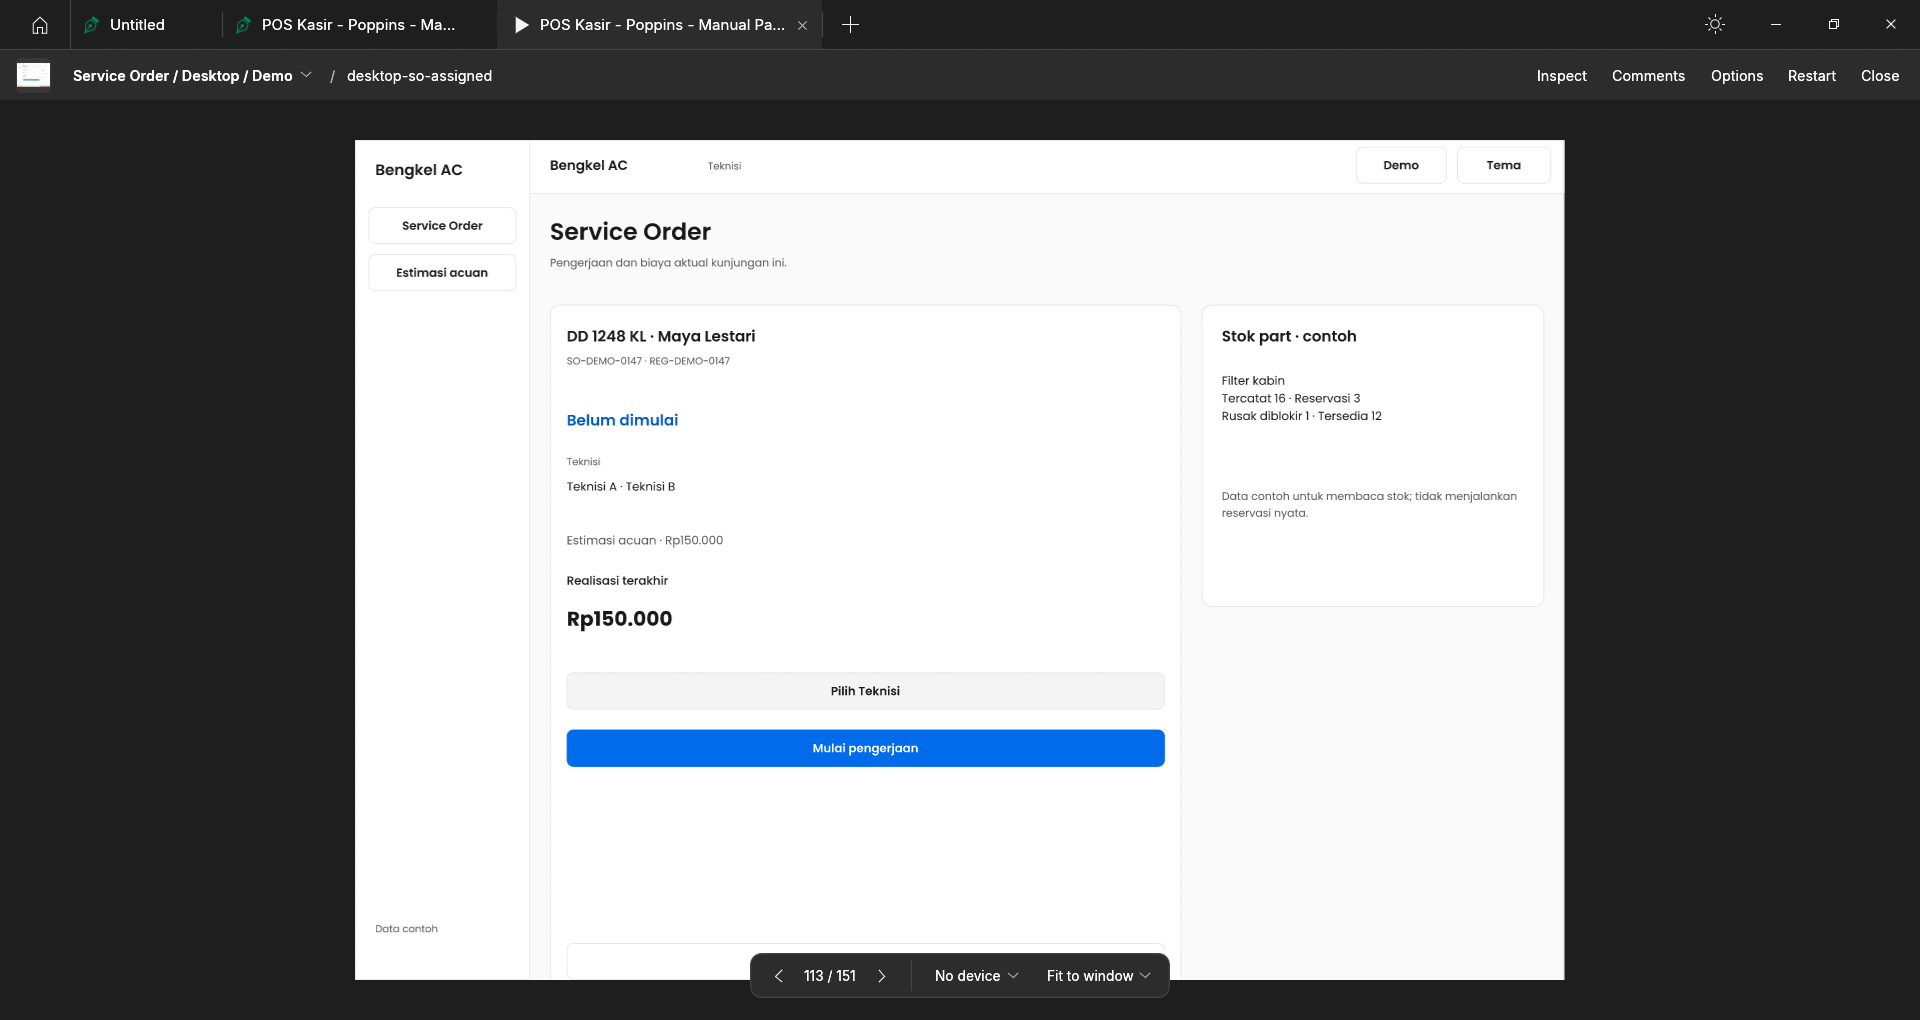 Untitled
POS Kasir - Poppins - Ma...
POS Kasir - Poppins - Manual Pa...
Service Order / Desktop / Demo / desktop-so-assigned
Inspect
Comments
Options
Restart
Close
Bengkel AC
Service Order
Estimasi acuan
Data contoh
Bengkel AC
Teknisi
Demo
Tema
Service Order
Pengerjaan dan biaya aktual kunjungan ini.
DD 1248 KL · Maya Lestari
SO-DEMO-0147 · REG-DEMO-0147
Belum dimulai
Teknisi
Teknisi A · Teknisi B
Estimasi acuan · Rp150.000
Realisasi terakhir
Rp150.000
Pilih Teknisi
Mulai pengerjaan
Stok part · contoh
Filter kabin
Tercatat 16 · Reservasi 3
Rusak diblokir 1 · Tersedia 12
Data contoh untuk membaca stok; tidak menjalankan
reservasi nyata.
113 / 151
No device
Fit to window